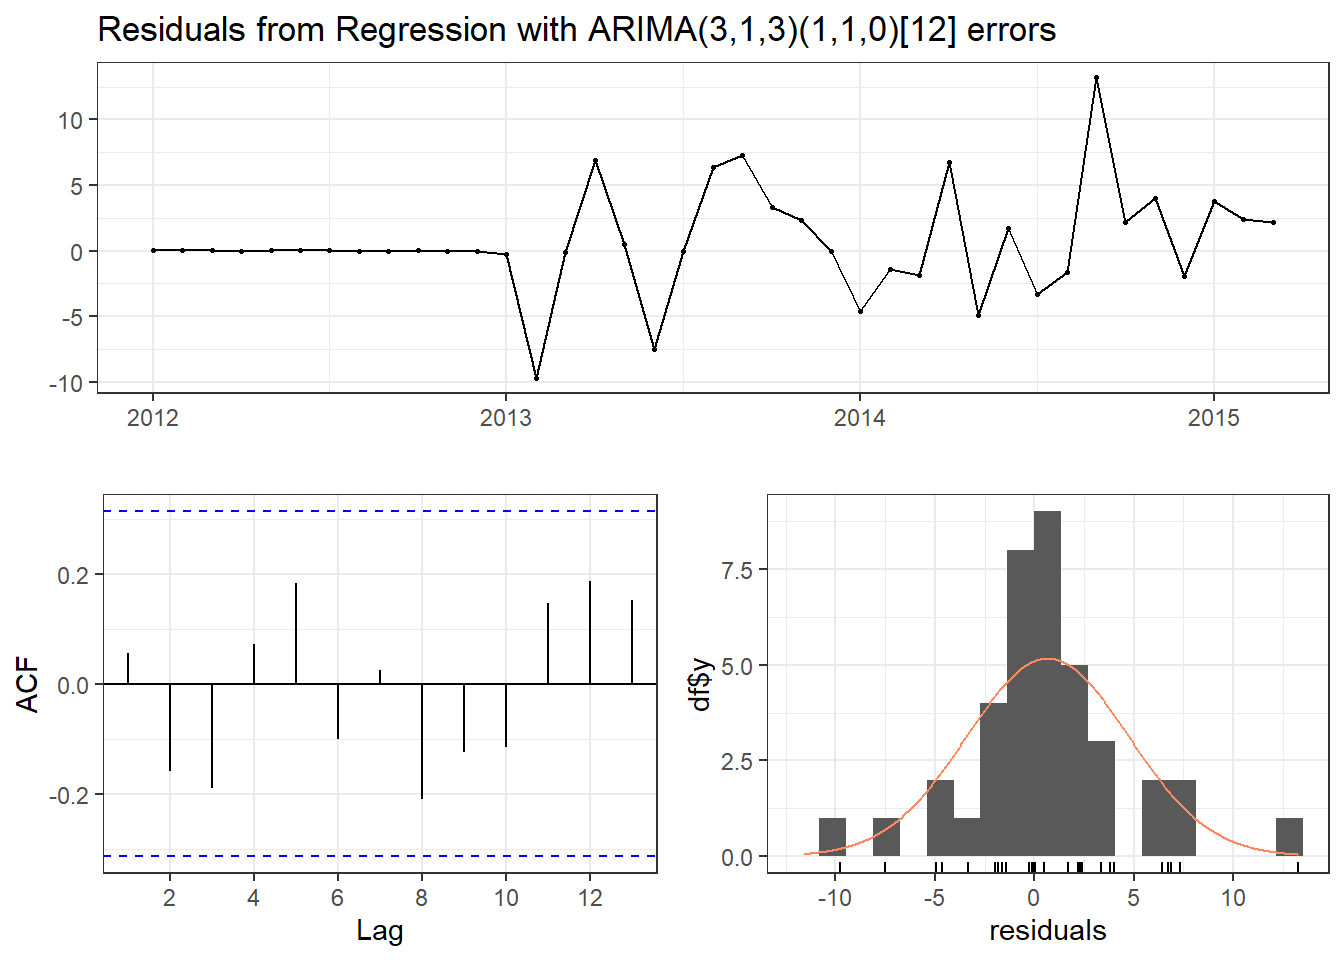 Residuals from Regression with ARIMA(3,1,3)(1,1,0)[12] errors
10
5
0
-5
-10
2012 2013 2014 2015
0.2
0.0
-0.2
ACF
2 4 6 8 10 12
Lag
7.5
5.0
2.5
0.0
df$y
-10 -5 0 5 10
residuals